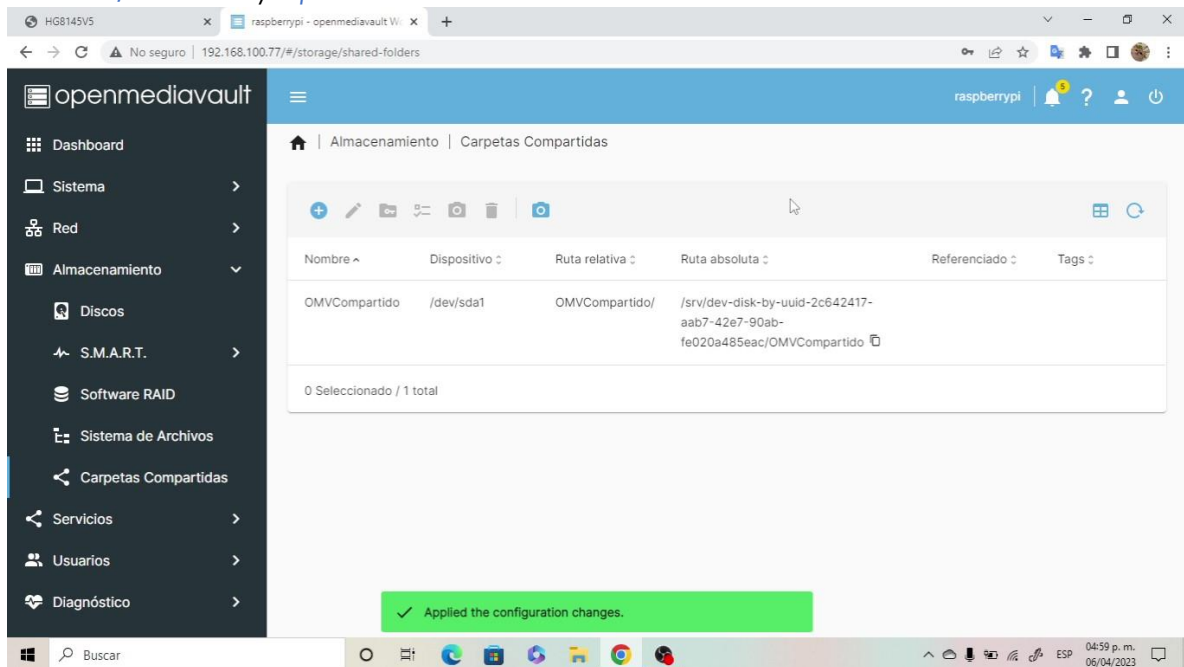 HG8145V5
raspberrypi - openmediavault W
No seguro | 192.168.100.77/#/storage/shared-folders
openmediavault
raspberrypi
5
?
Dashboard
Sistema
Red
Almacenamiento
Discos
S.M.A.R.T.
Software RAID
Sistema de Archivos
Carpetas Compartidas
Servicios
Usuarios
Diagnóstico
| Almacenamiento | Carpetas Compartidas
Nombre Dispositivo Ruta relativa Ruta absoluta Referenciado Tags
OMVCompartido /dev/sda1 OMVCompartido/ /srv/dev-disk-by-uuid-2c642417-
aab7-42e7-90ab-
fe020a485eac/OMVCompartido
0 Seleccionado / 1 total
Applied the configuration changes.
Buscar
ESP
04:59 p. m.
06/04/2023